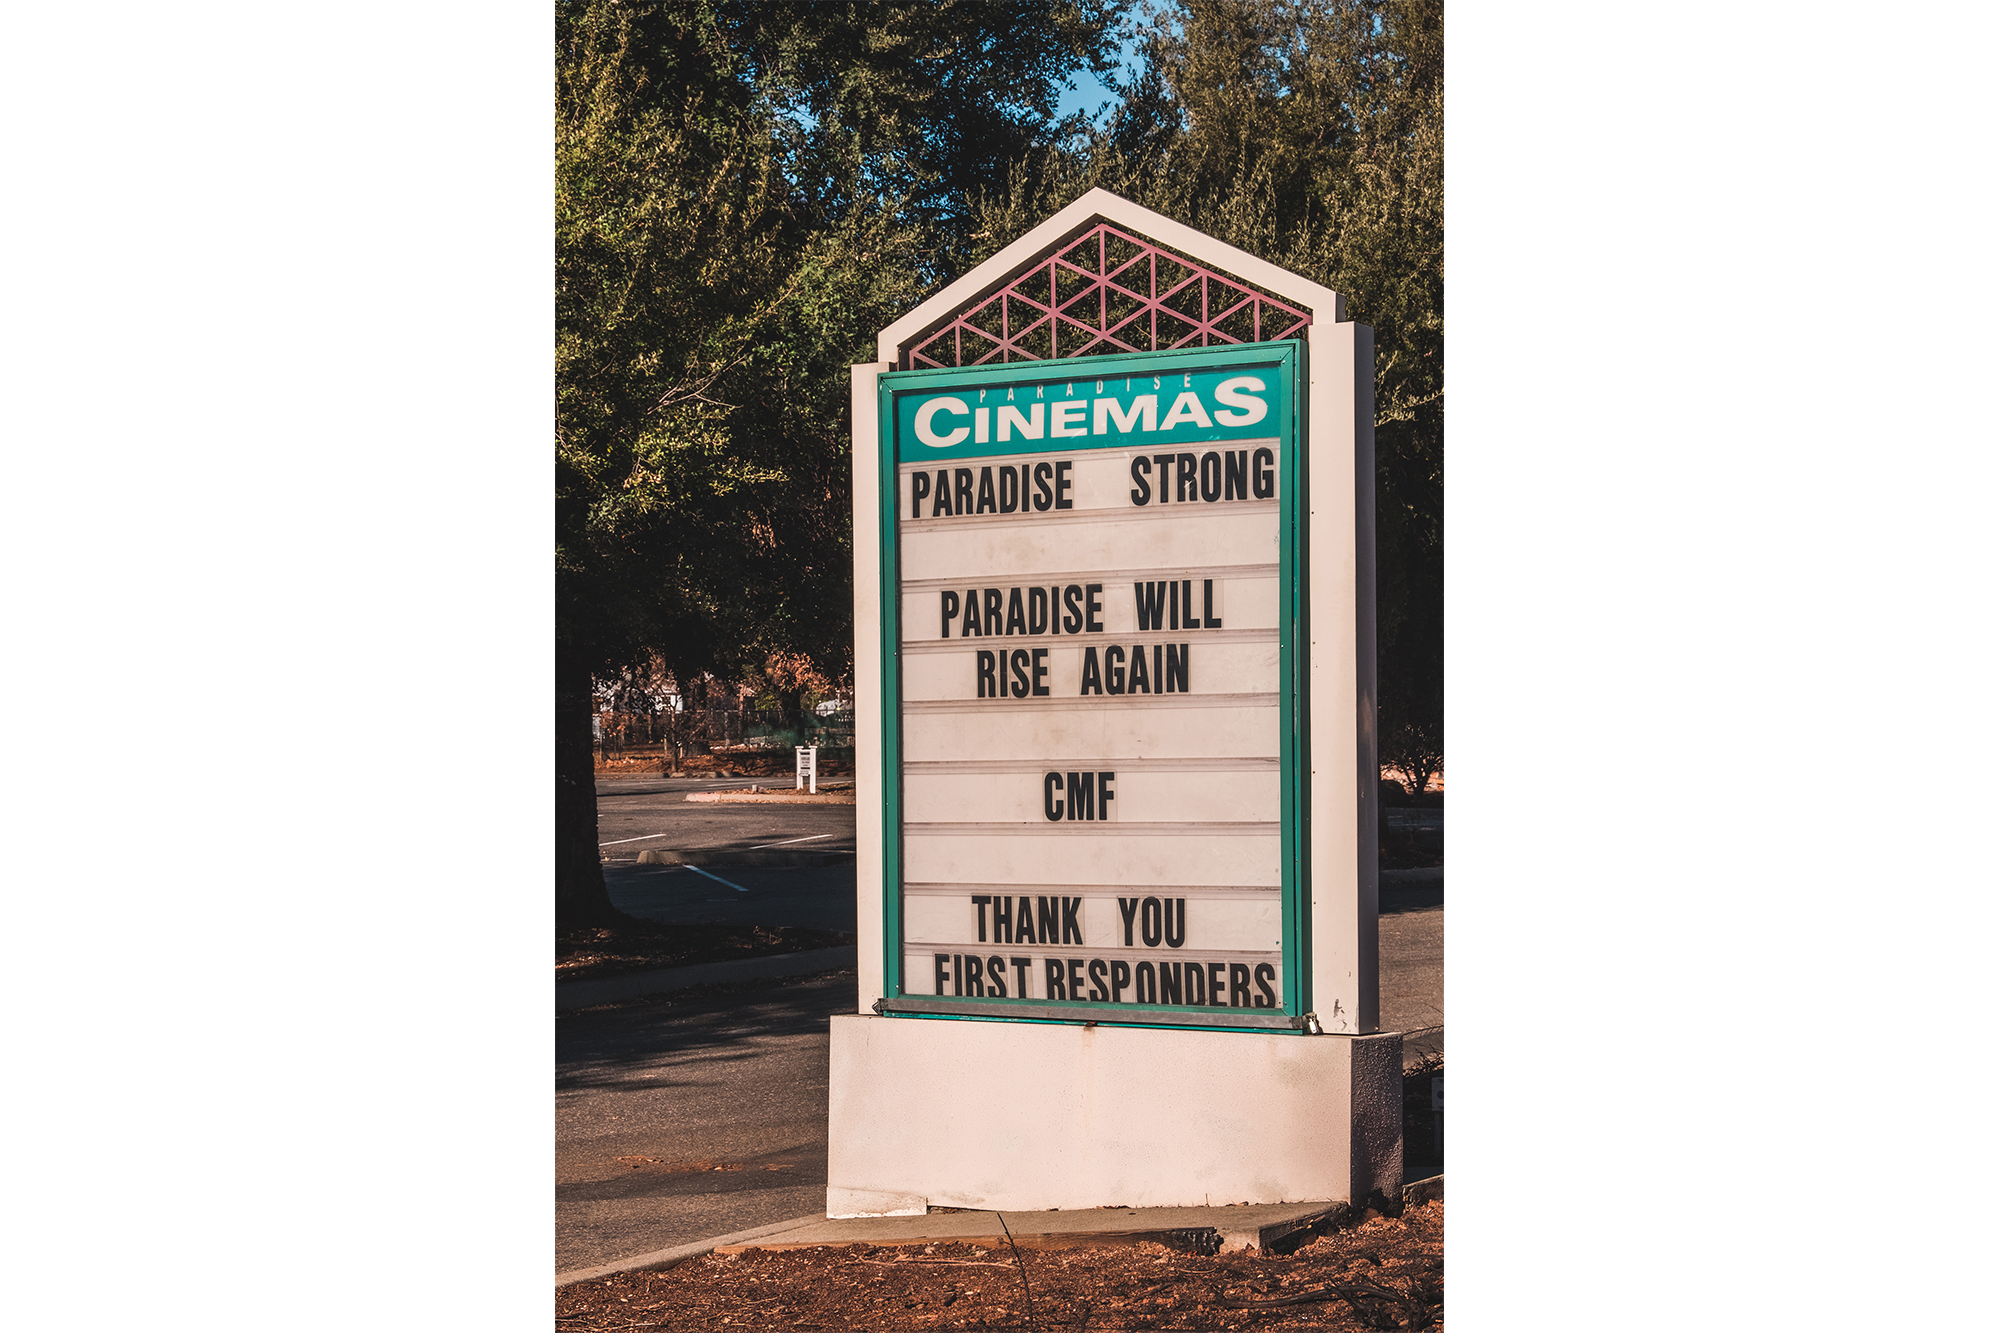 PARADISE
CINEMAS
PARADISE STRONG
PARADISE WILL
RISE AGAIN
CMF
THANK YOU
FIRST RESPONDERS